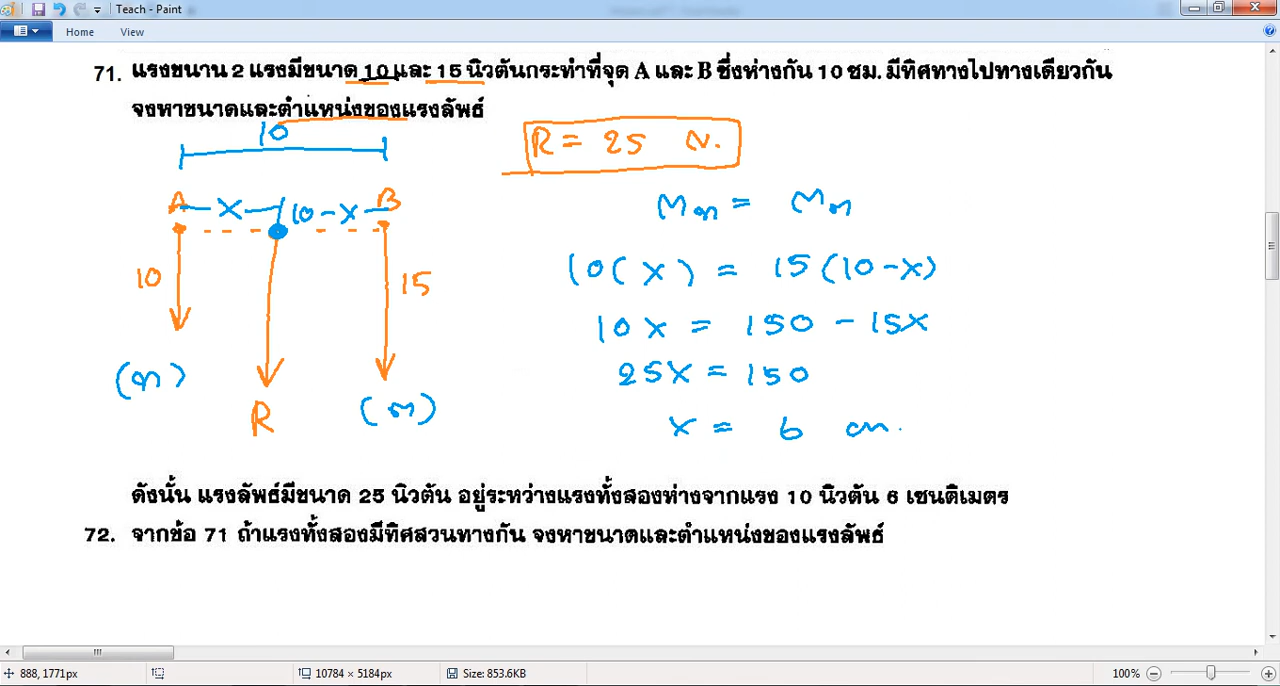 Teach - Paint
Home View
71. แรงขนาน 2 แรงมีขนาด 10 และ 15 นิวตันกระทำที่จุด A และ B ซึ่งห่างกัน 10 ซม. มีทิศทางไปทางเดียวกัน
จงหาขนาดและตำแหน่งของแรงลัพธ์
10
R = 25 N.
A x 10-x B
M ท = M
10 ( x ) = 15 (10-x)
10 15
10x = 150 - 15x
25x = 150
R
x = 6 cm.
ดังนั้น แรงลัพธ์มีขนาด 25 นิวตัน อยู่ระหว่างแรงทั้งสองห่างจากแรง 10 นิวตัน 6 เซนติเมตร
72. จากข้อ 71 ถ้าแรงทั้งสองมีทิศสวนทางกัน จงหาขนาดและตำแหน่งของแรงลัพธ์
888, 1771px 10784 × 5184px Size: 853.6KB 100%